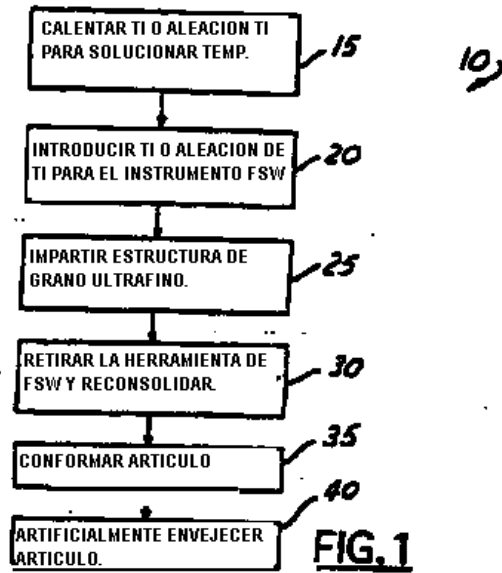 CALENTAR TI O ALEACION TI
PARA SOLUCIONAR TEMP.
15
10
INTRODUCIR TI O ALEACION DE
TI PARA EL INSTRUMENTO FSW
20
IMPARTIR ESTRUCTURA DE
GRANO ULTRAFINO.
25
RETIRAR LA HERRAMIENTA DE
FSW Y RECONSOLIDAR.
30
CONFORMAR ARTICULO
35
ARTIFICIALMENTE ENVEJECER
ARTICULO.
40
FIG. 1